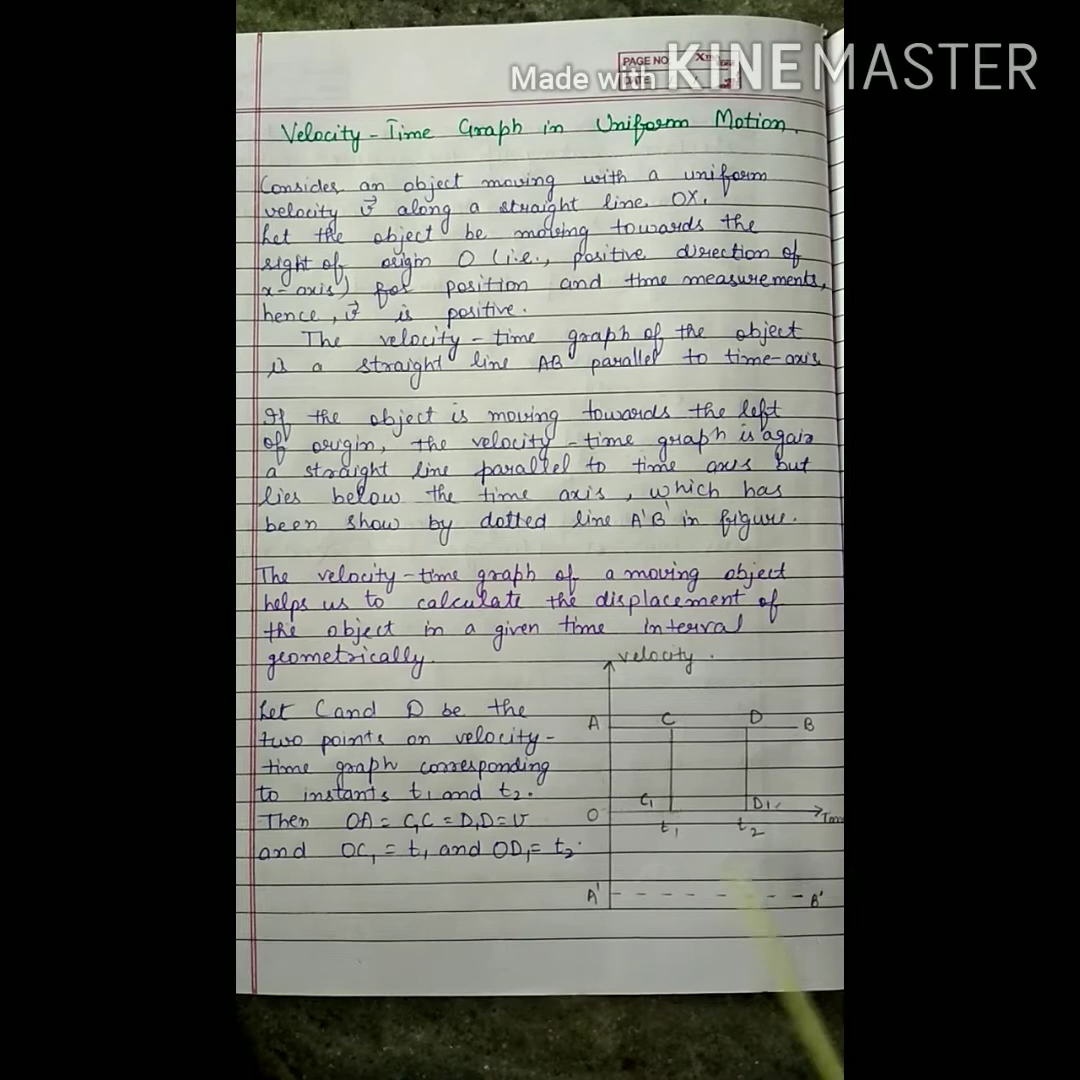 Made with KINEMASTER
PAGE NO.
DATE
Velocity - Time Graph in Uniform Motion.
Consider an object moving with a uniform
velocity v⃗ along a straight line OX.
Let the object be moving towards the
right of origin O (i.e., positive direction of
x-axis) for position and time measurements,
hence, v⃗ is positive.
The velocity - time graph of the object
is a straight line AB parallel to time-axis
If the object is moving towards the left
of origin, the velocity - time graph is again
a straight line parallel to time axis but
lies below the time axis, which has
been show by dotted line A'B' in figure.
The velocity - time graph of a moving object
helps us to calculate the displacement of
the object in a given time interval
geometrically.
velocity.
Let C and D be the
two points on velocity-
time graph corresponding
to instants t1 and t2.
Then OA = C1C = D1D = v
and OC1 = t1 and OD1 = t2.
A C D B
C1 D1
O t1 t2 Time
A' B'